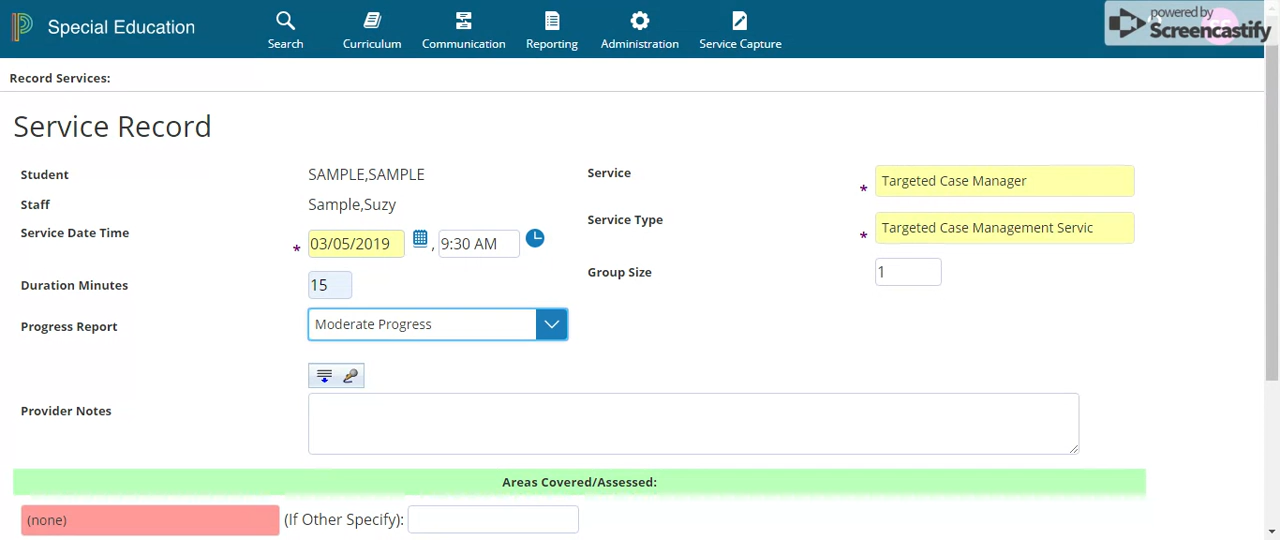 Special Education
Search
Curriculum
Communication
Reporting
Administration
Service Capture
powered by
Screencastify
Record Services:
Service Record
Student
SAMPLE,SAMPLE
Service
* Targeted Case Manager
Staff
Sample,Suzy
Service Type
* Targeted Case Management Servic
Service Date Time
* 03/05/2019 , 9:30 AM
Group Size
1
Duration Minutes
15
Progress Report
Moderate Progress
Provider Notes
Areas Covered/Assessed:
(none) (If Other Specify):